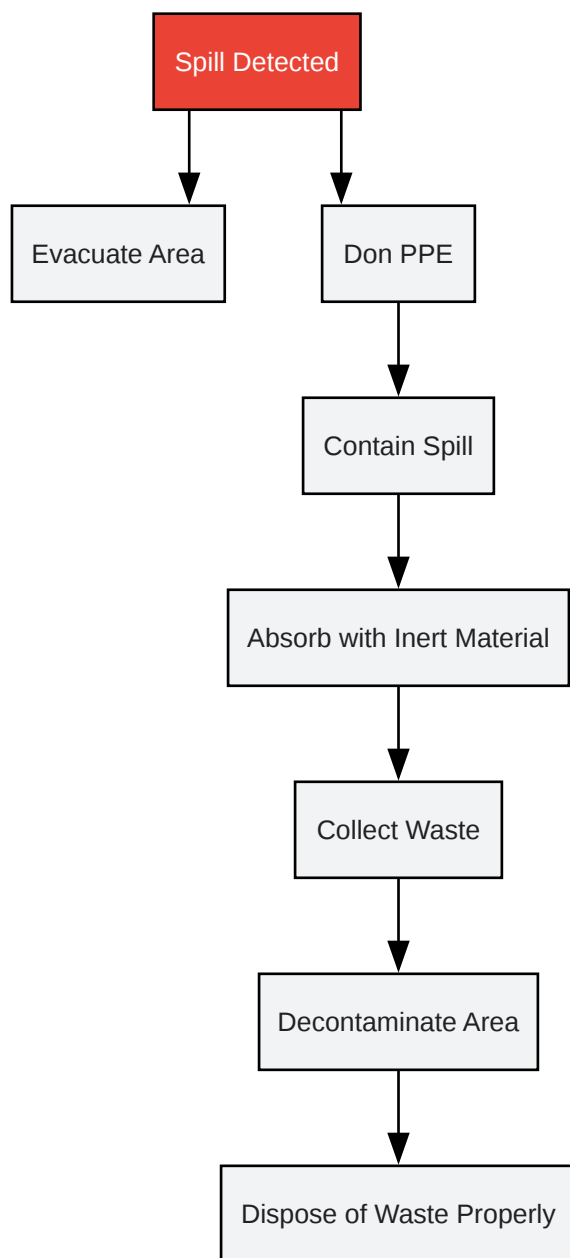 Spill Detected
Evacuate Area
Don PPE
Contain Spill
Absorb with Inert Material
Collect Waste
Decontaminate Area
Dispose of Waste Properly